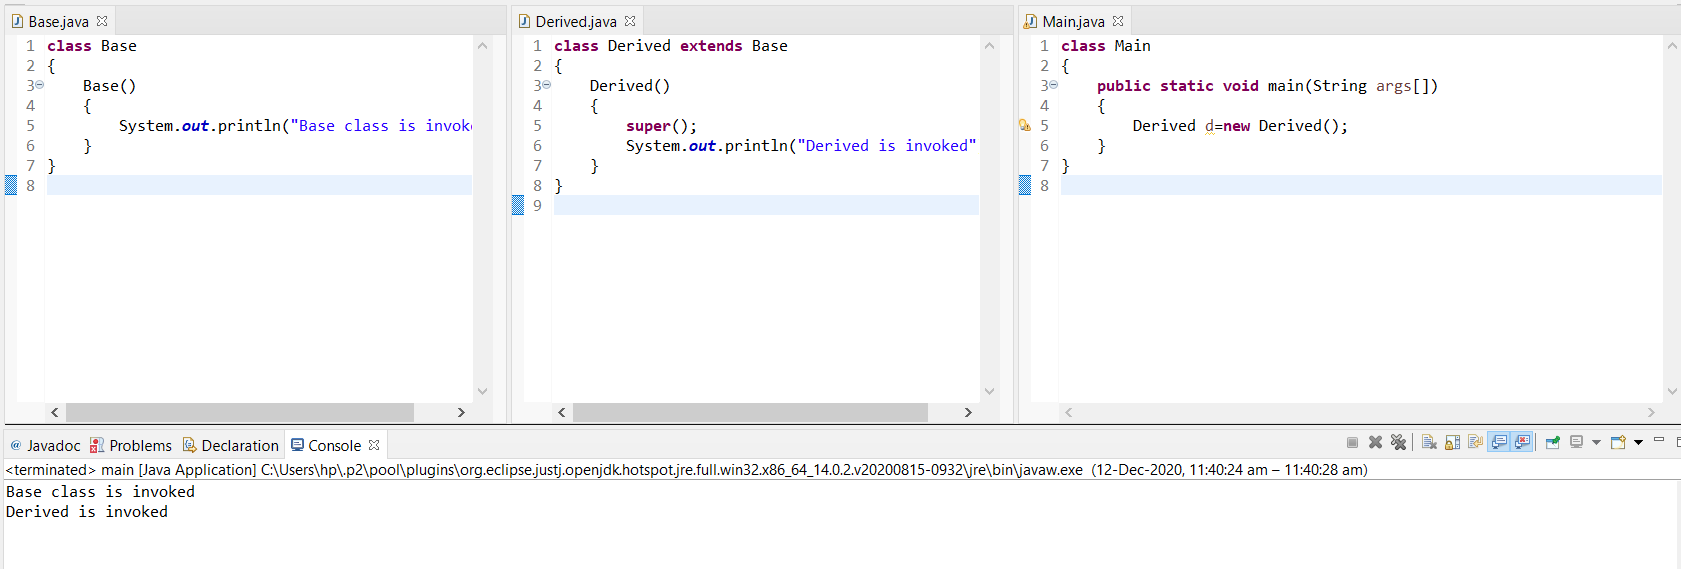 Base.java
1 class Base
2 {
3 Base()
4 {
5 System.out.println("Base class is invok
6 }
7 }
8
Derived.java
1 class Derived extends Base
2 {
3 Derived()
4 {
5 super();
6 System.out.println("Derived is invoked"
7 }
8 }
9
Main.java
1 class Main
2 {
3 public static void main(String args[])
4 {
5 Derived d=new Derived();
6 }
7 }
8
@ Javadoc Problems Declaration Console
<terminated> main [Java Application] C:\Users\hp\.p2\pool\plugins\org.eclipse.justj.openjdk.hotspot.jre.full.win32.x86_64_14.0.2.v20200815-0932\jre\bin\javaw.exe (12-Dec-2020, 11:40:24 am – 11:40:28 am)
Base class is invoked
Derived is invoked